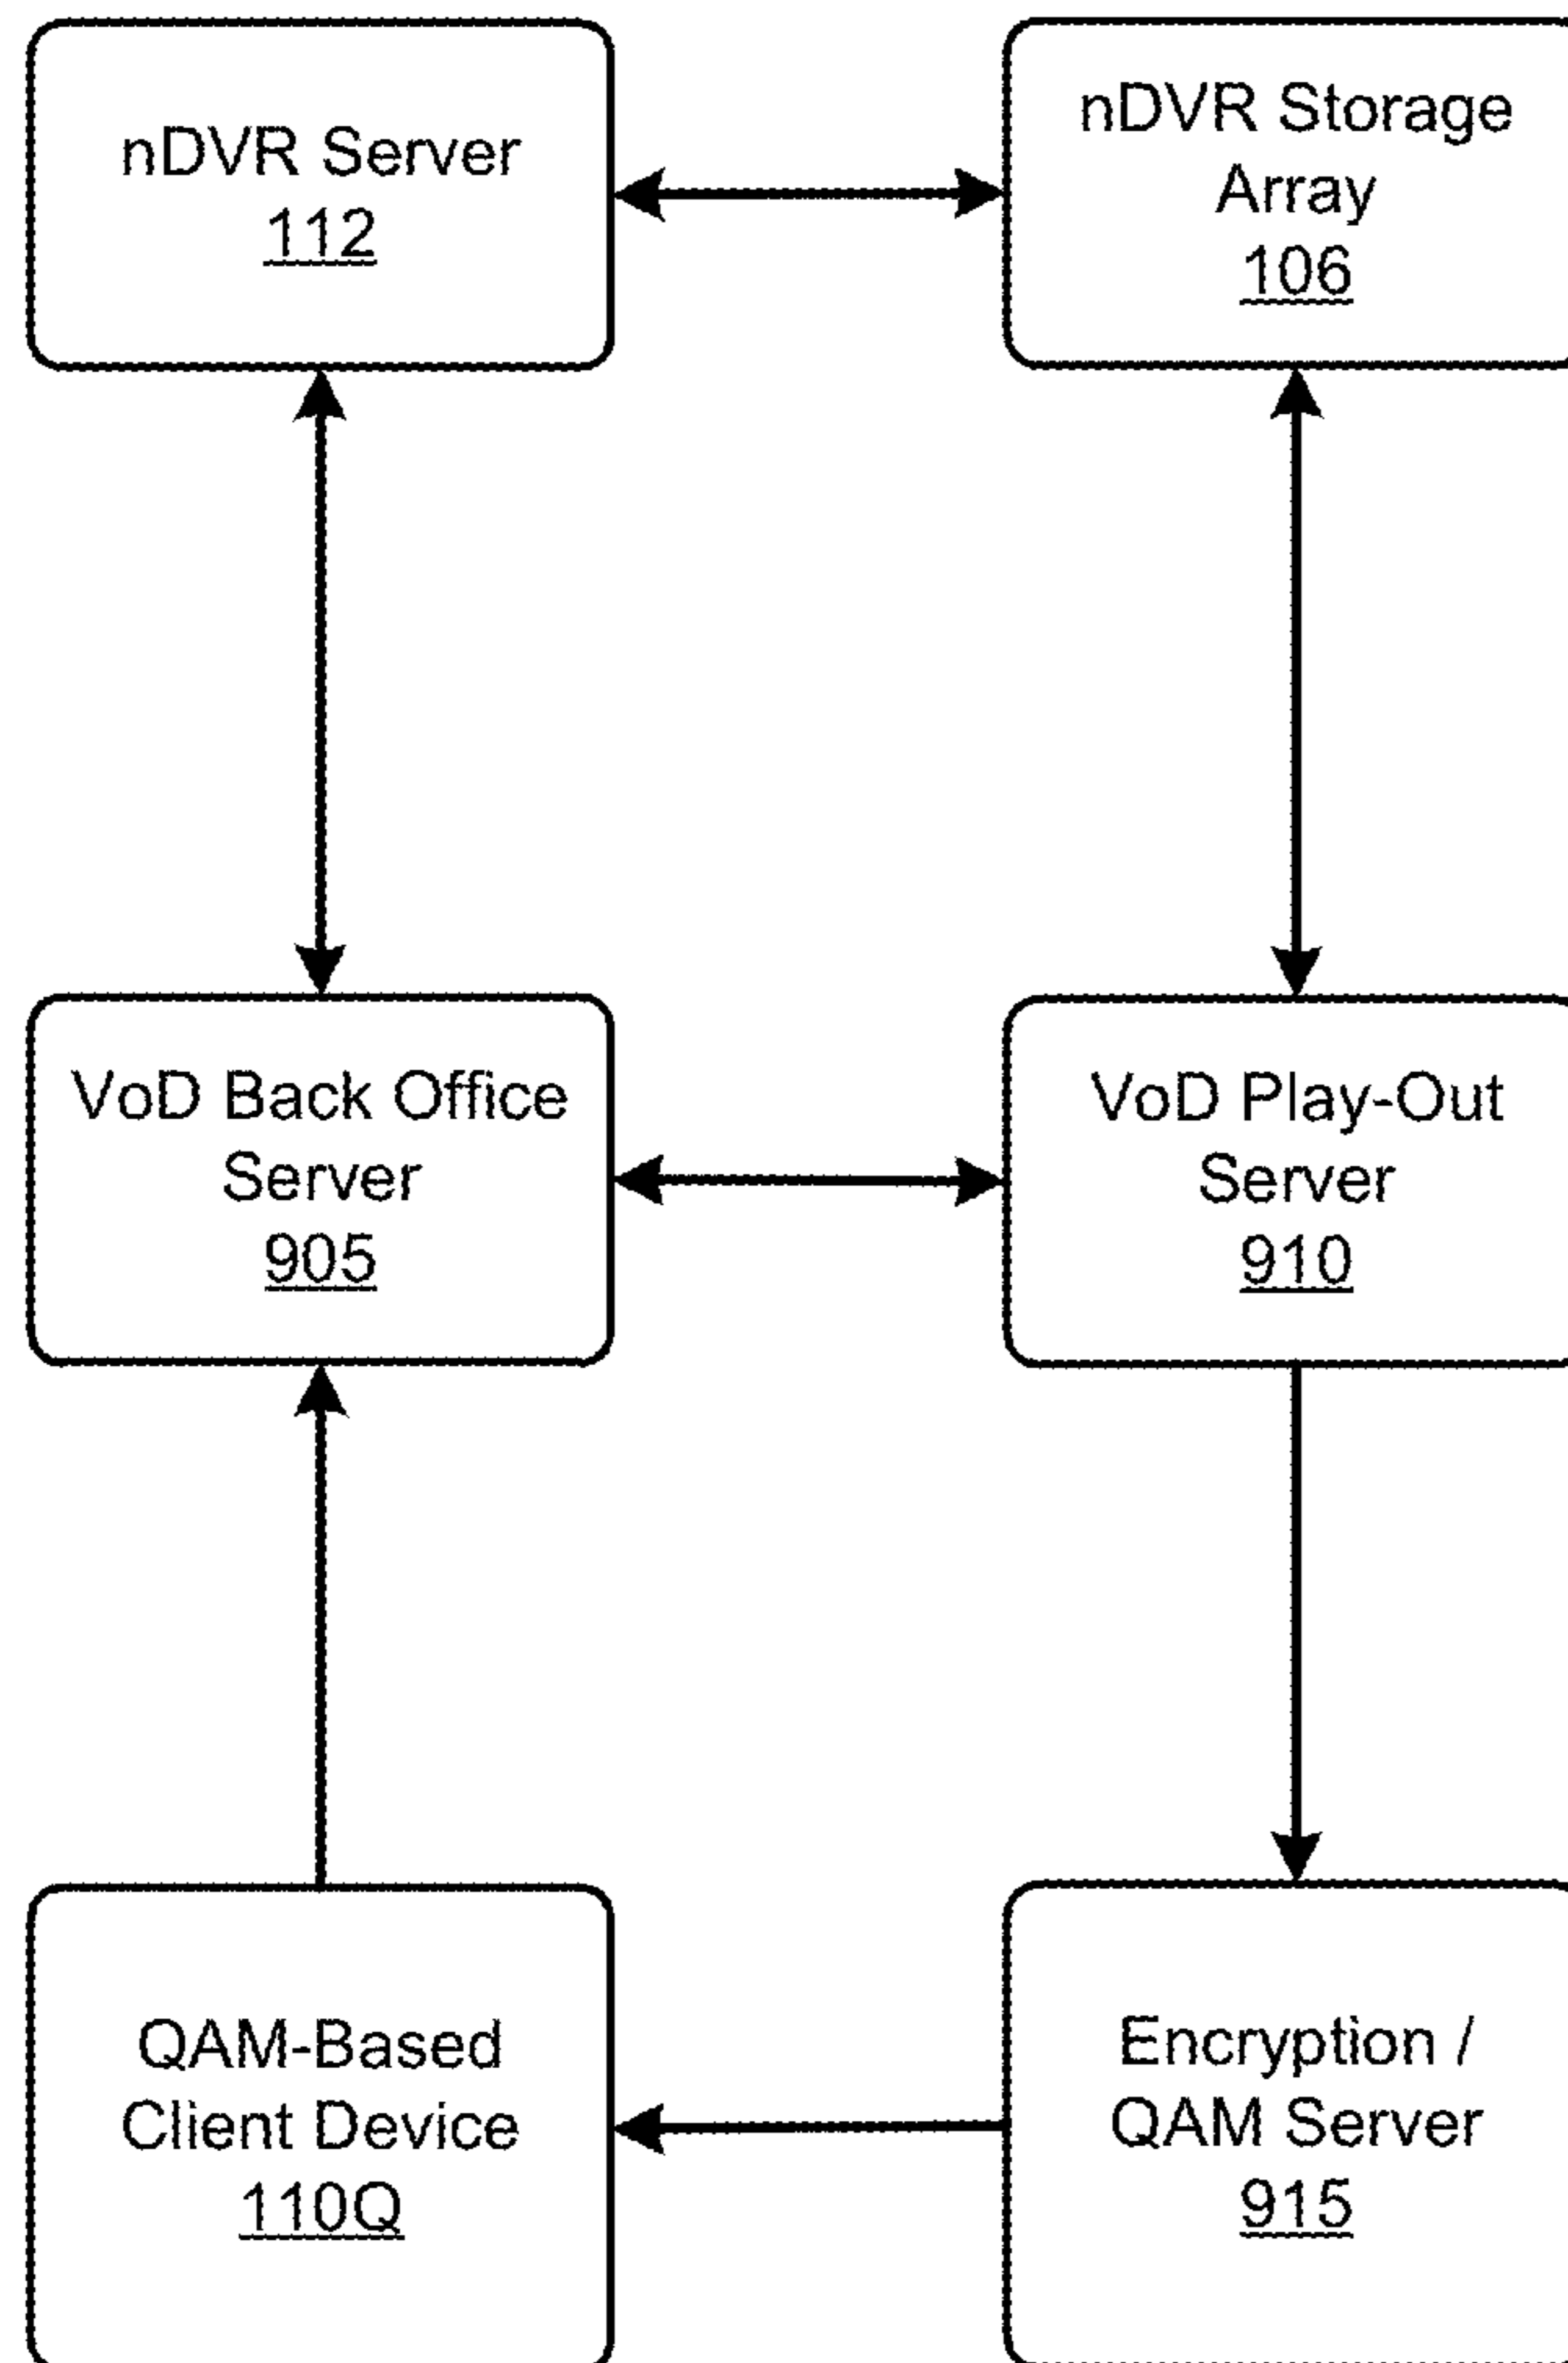 nDVR Server
112
nDVR Storage
Array
106
VoD Back Office
Server
905
VoD Play-Out
Server
910
QAM-Based
Client Device
110Q
Encryption /
QAM Server
915